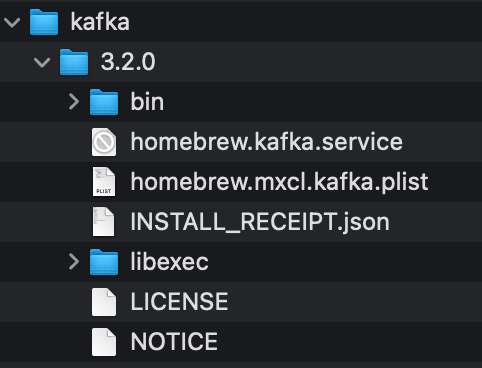 kafka
3.2.0
bin
homebrew.kafka.service
homebrew.mxcl.kafka.plist
PLIST
INSTALL_RECEIPT.json
libexec
LICENSE
NOTICE